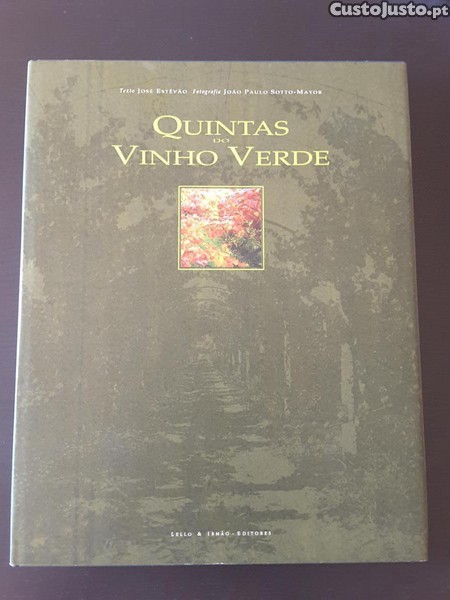 CustoJusto.pt
Texto JOSÉ ESTÊVÃO Fotografia JOÃO PAULO SOTTO-MAYOR
QUINTAS
DO
VINHO VERDE
LELLO & IRMÃO - EDITORES